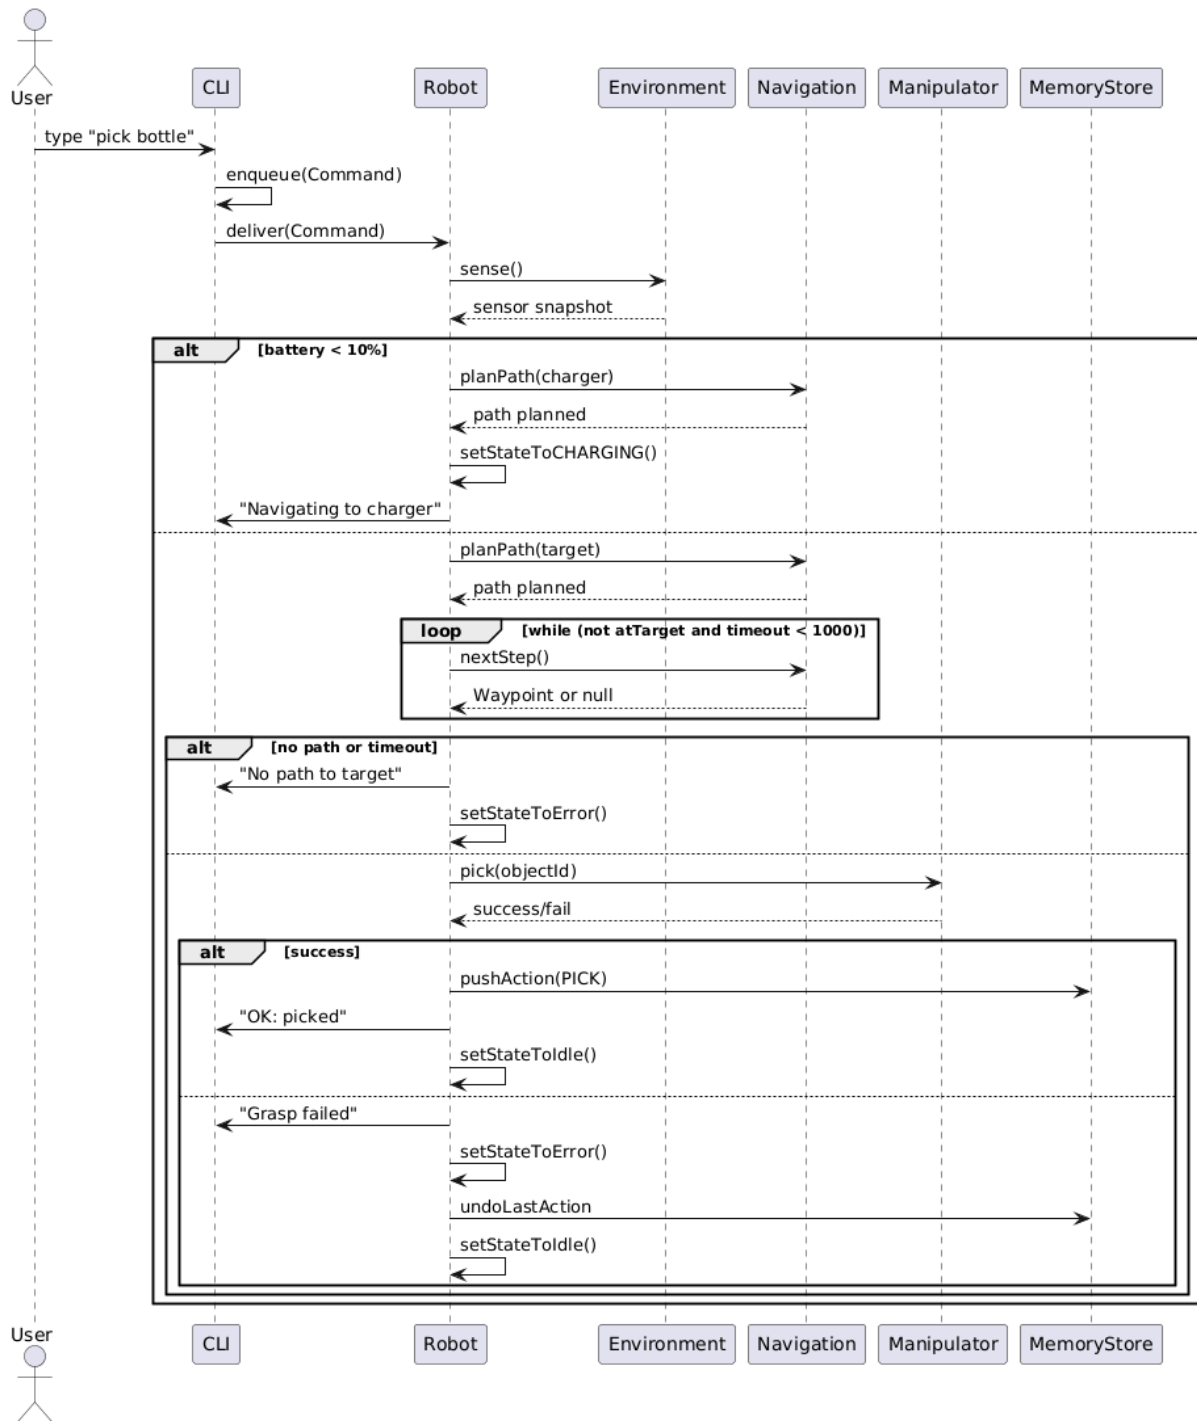 User
CLI
Robot
Environment
Navigation
Manipulator
MemoryStore
type "pick bottle"
enqueue(Command)
deliver(Command)
sense()
sensor snapshot
alt [battery < 10%]
planPath(charger)
path planned
setStateToCHARGING()
"Navigating to charger"
planPath(target)
path planned
loop [while (not atTarget and timeout < 1000)]
nextStep()
Waypoint or null
alt [no path or timeout]
"No path to target"
setStateToError()
pick(objectId)
success/fail
alt [success]
pushAction(PICK)
"OK: picked"
setStateToIdle()
"Grasp failed"
setStateToError()
undoLastAction
setStateToIdle()
User
CLI
Robot
Environment
Navigation
Manipulator
MemoryStore